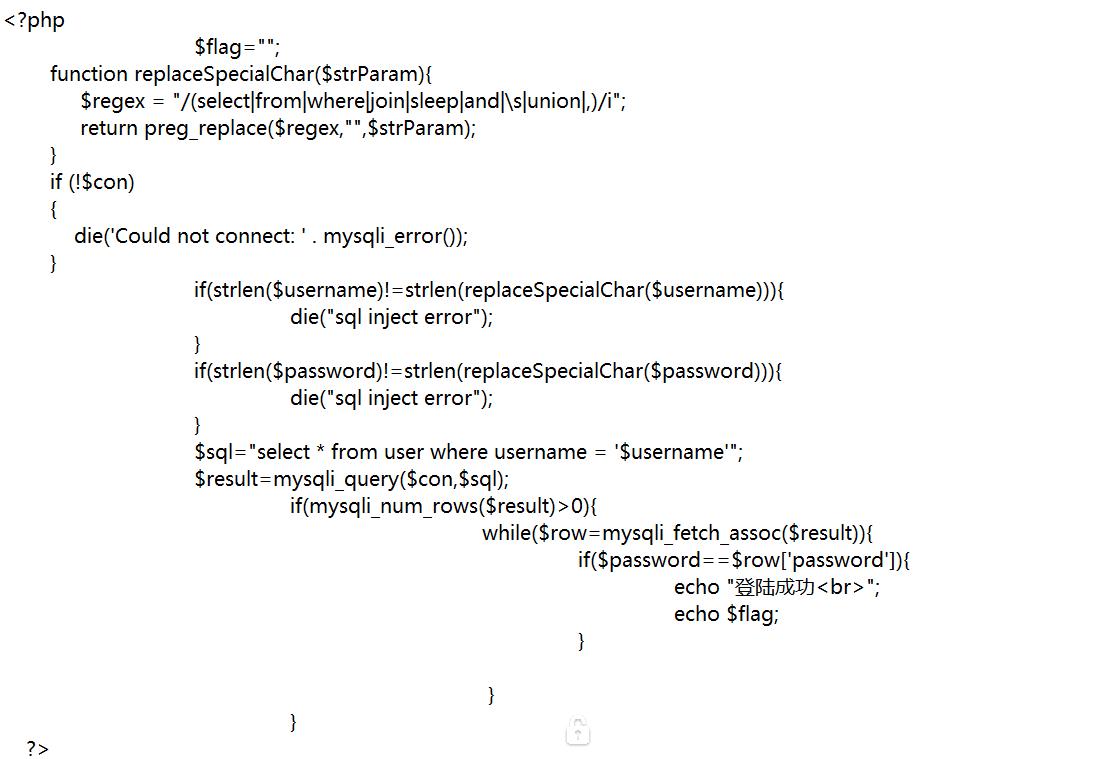 <?php
$flag="";
function replaceSpecialChar($strParam){
$regex = "/(select|from|where|join|sleep|and|\s|union|,)/i";
return preg_replace($regex,"",$strParam);
}
if (!$con)
{
die('Could not connect: ' . mysqli_error());
}
if(strlen($username)!=strlen(replaceSpecialChar($username))){
die("sql inject error");
}
if(strlen($password)!=strlen(replaceSpecialChar($password))){
die("sql inject error");
}
$sql="select * from user where username = '$username'";
$result=mysqli_query($con,$sql);
if(mysqli_num_rows($result)>0){
while($row=mysqli_fetch_assoc($result)){
if($password==$row['password']){
echo "登陆成功<br>";
echo $flag;
}
}
}
?>